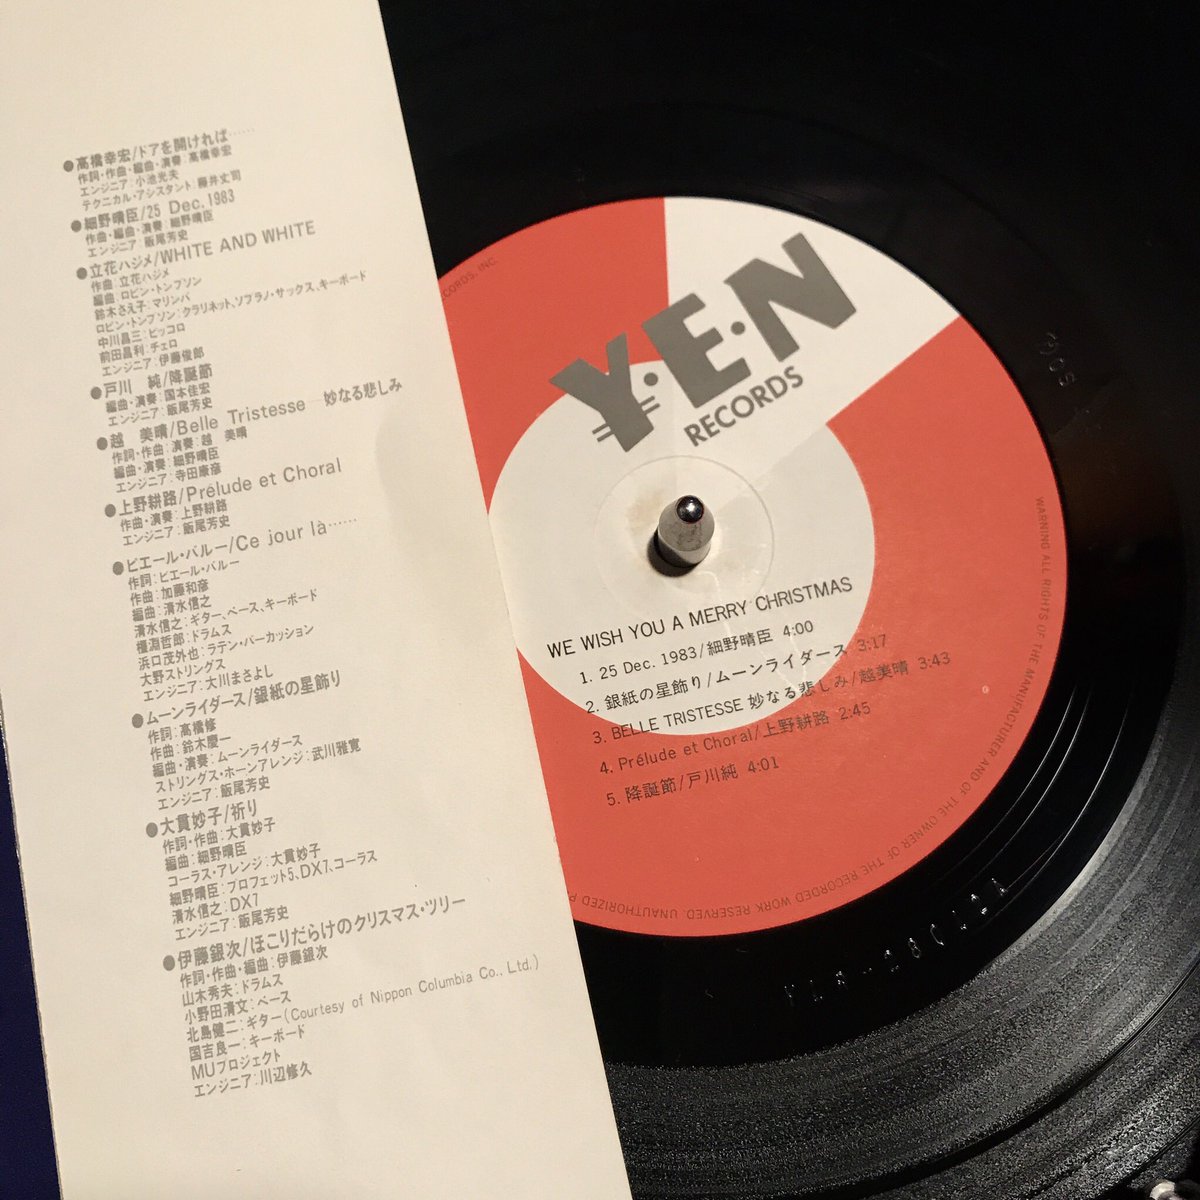 ●高橋幸宏/ドアを開ければ……
作詞・作曲・編曲・演奏：高橋幸宏
エンジニア：小池光夫
テクニカル・アシスタント：藤井丈司
●細野晴臣/25 Dec. 1983
作曲・編曲・演奏：細野晴臣
エンジニア：飯尾芳史
●立花ハジメ/WHITE AND WHITE
作曲：立花ハジメ
編曲：ロビン・トンプソン
鈴木さえ子：マリンバ
ロビン・トンプソン：クラリネット、ソプラノ・サックス、キーボード
中川昌三：ピッコロ
前田昌利：チェロ
エンジニア：伊藤俊郎
●戸川 純/降誕節
編曲・演奏：国本佳宏
エンジニア：飯尾芳史
●越 美晴/Belle Tristesse 妙なる悲しみ
作詞・作曲・演奏：越 美晴
編曲・演奏：細野晴臣
エンジニア：寺田康彦
●上野耕路/Prélude et Choral
作曲・演奏：上野耕路
エンジニア：飯尾芳史
●ピエール・バルー/Ce jour là……
作詞：ピエール・バルー
作曲：加藤和彦
編曲：清水信之
清水信之：ギター、ベース、キーボード
橿渕哲郎：ドラムス
浜口茂外也：ラテン・パーカッション
大野ストリングス
エンジニア：大川まさよし
●ムーンライダース/銀紙の星飾り
作詞：高橋修
作曲：鈴木慶一
編曲・演奏：ムーンライダース
ストリングス・ホーンアレンジ：武川雅寛
エンジニア：飯尾芳史
●大貫妙子/祈り
作詞・作曲：大貫妙子
編曲：細野晴臣
コーラス・アレンジ：大貫妙子
細野晴臣：プロフェット5、DX7、コーラス
清水信之：DX7
エンジニア：飯尾芳史
●伊藤銀次/ほこりだらけのクリスマス・ツリー
作詞・作曲・編曲：伊藤銀次
山木秀夫：ドラムス
小野田清文：ベース
北島健二：ギター（Courtesy of Nippon Columbia Co., Ltd.）
国吉良一：キーボード
MUプロジェクト
エンジニア：川辺修久
Y・E・N
RECORDS
WE WISH YOU A MERRY CHRISTMAS
1. 25 Dec. 1983/細野晴臣 4:00
2. 銀紙の星飾り/ムーンライダース 3:17
3. BELLE TRISTESSE 妙なる悲しみ/越美晴 3:43
4. Prélude et Choral/上野耕路 2:45
5. 降誕節/戸川純 4:01
RECORDS, INC.
WARNING ALL RIGHTS OF THE MANUFACTURER AND OF THE OWNER OF THE RECORDED WORK RESERVED. UNAUTHORIZED